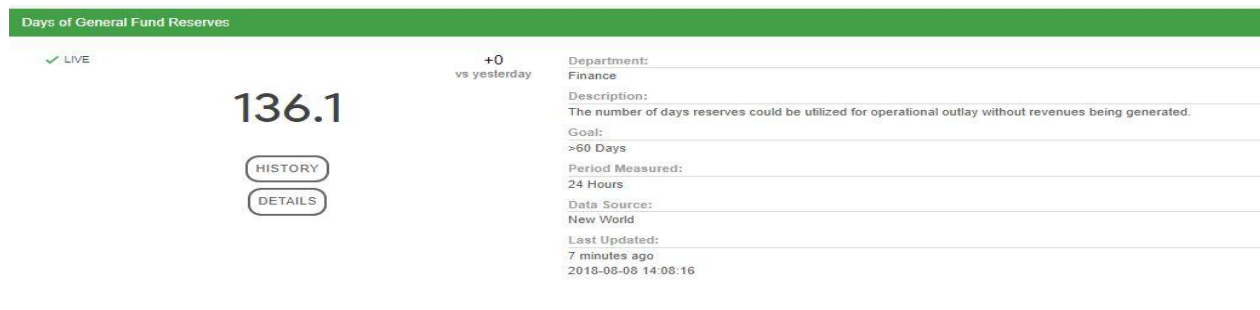 Days of General Fund Reserves
LIVE
+0
vs yesterday
136.1
HISTORY
DETAILS
Department:
Finance
Description:
The number of days reserves could be utilized for operational outlay without revenues being generated.
Goal:
>60 Days
Period Measured:
24 Hours
Data Source:
New World
Last Updated:
7 minutes ago
2018-08-08 14:08:16